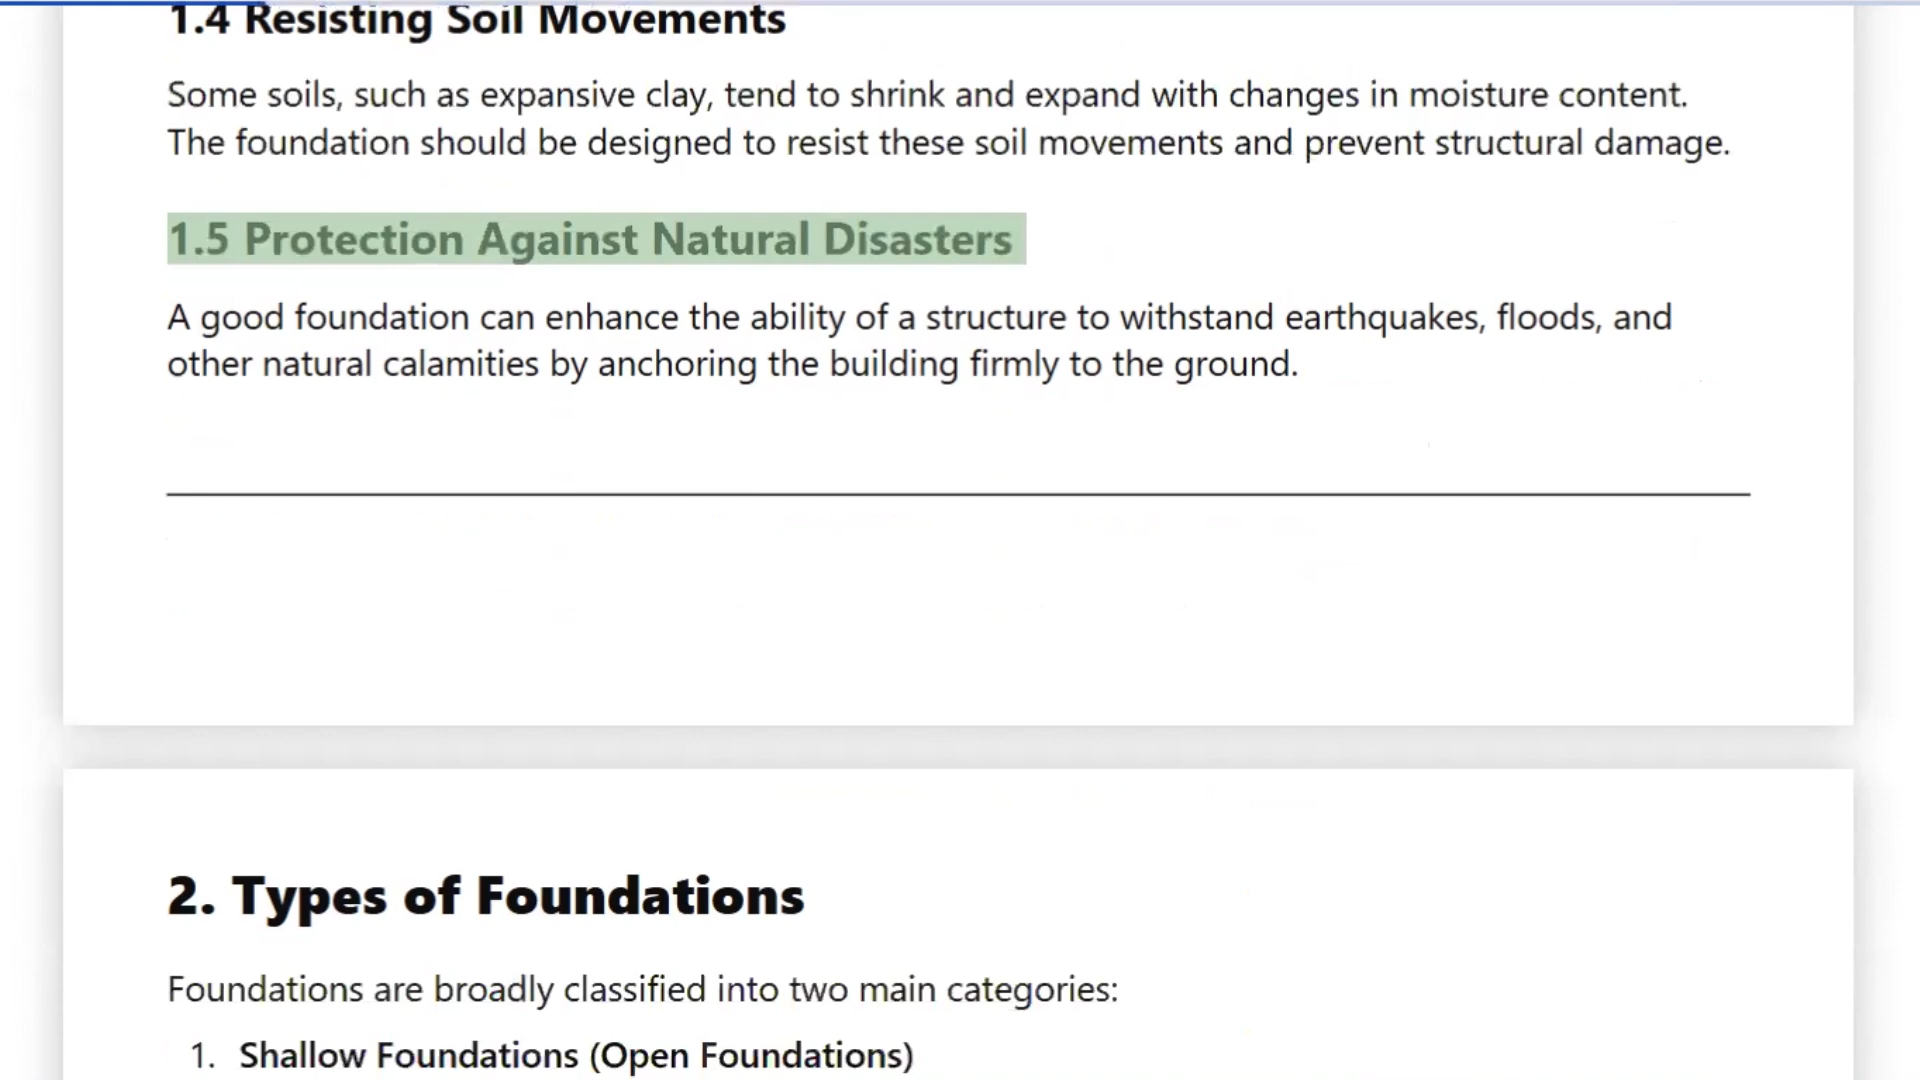 1.4 Resisting Soil Movements
Some soils, such as expansive clay, tend to shrink and expand with changes in moisture content.
The foundation should be designed to resist these soil movements and prevent structural damage.
1.5 Protection Against Natural Disasters
A good foundation can enhance the ability of a structure to withstand earthquakes, floods, and
other natural calamities by anchoring the building firmly to the ground.
2. Types of Foundations
Foundations are broadly classified into two main categories:
1. Shallow Foundations (Open Foundations)